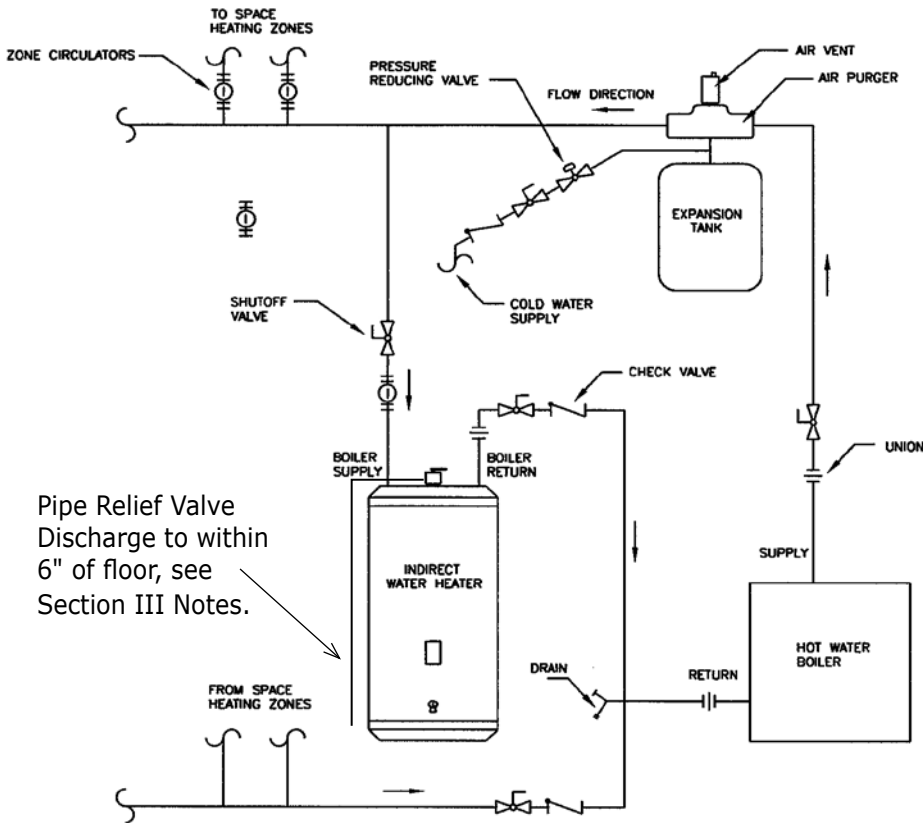 TO SPACE
HEATING ZONES
ZONE CIRCULATORS
PRESSURE
REDUCING VALVE
FLOW DIRECTION
AIR VENT
AIR PURGER
EXPANSION
TANK
COLD WATER
SUPPLY
SHUTOFF
VALVE
CHECK VALVE
BOILER
SUPPLY
BOILER
RETURN
UNION
Pipe Relief Valve
Discharge to within
6" of floor, see
Section III Notes.
INDIRECT
WATER HEATER
SUPPLY
HOT WATER
BOILER
DRAIN
RETURN
FROM SPACE
HEATING ZONES